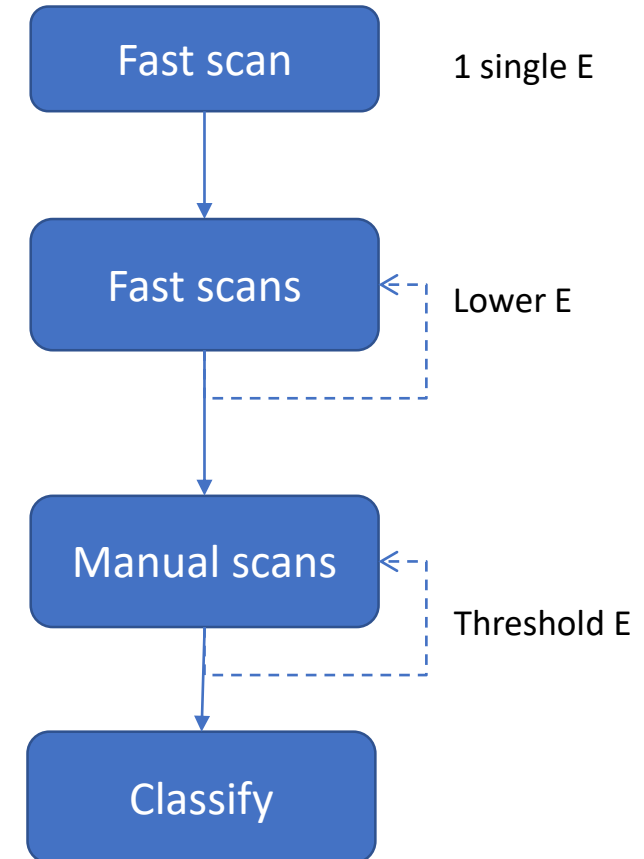 Fast scan
1 single E
Fast scans
Lower E
Manual scans
Threshold E
Classify